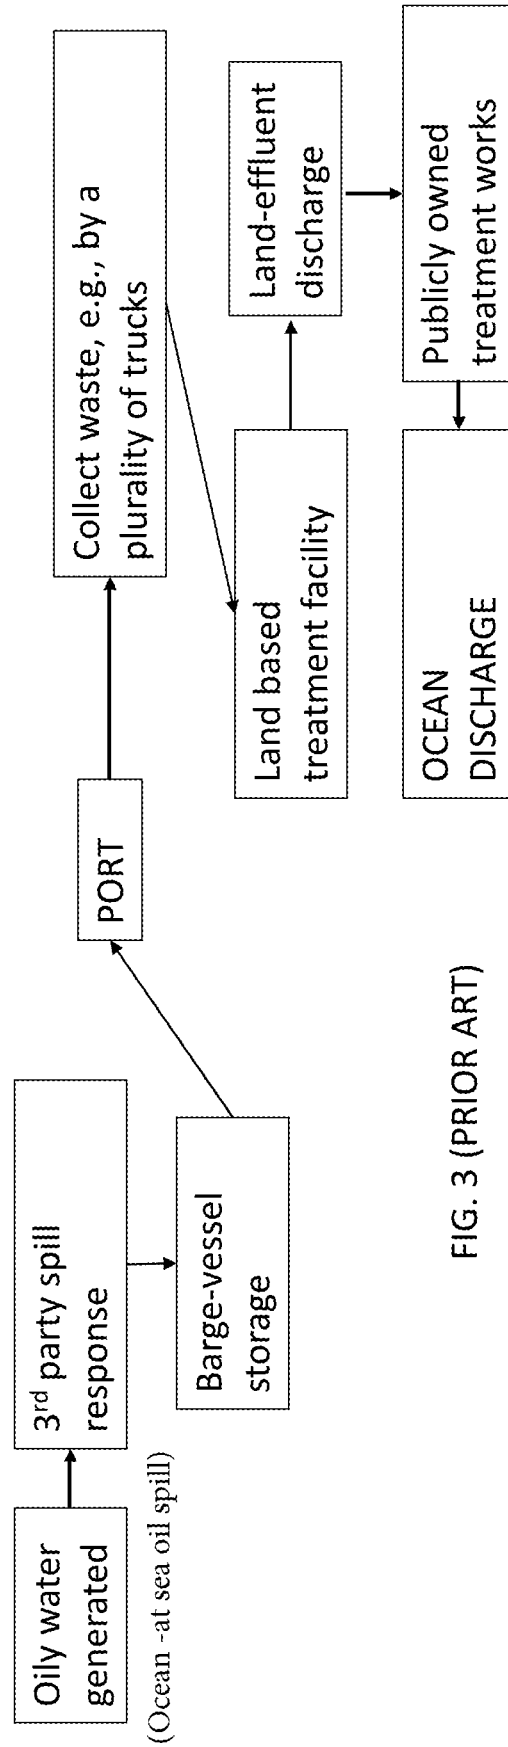 Oily water
generated
(Ocean -at sea oil spill)
3rd party spill
response
Barge-vessel
storage
PORT
Collect waste, e.g., by a
plurality of trucks
Land based
treatment facility
Land-effluent
discharge
Publicly owned
treatment works
OCEAN
DISCHARGE
FIG. 3 (PRIOR ART)